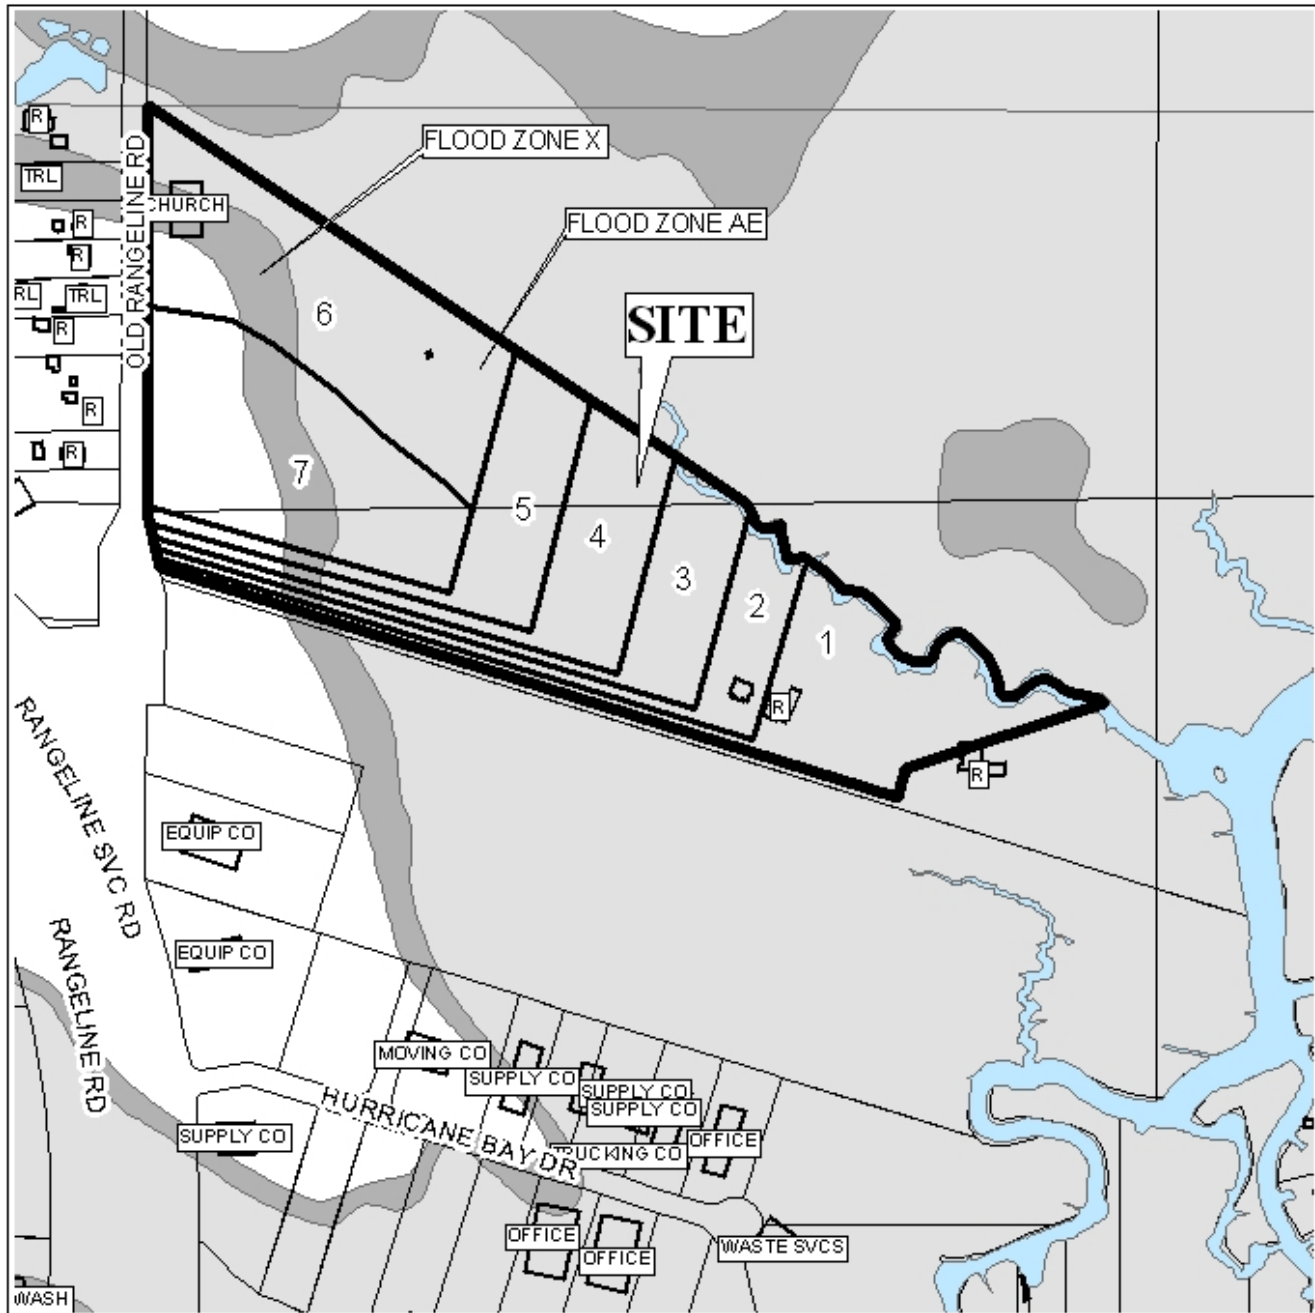 R
FLOOD ZONE X
TRL
CHURCH
OLD RANGELINE RD
R
FLOOD ZONE AE
R
RL
TRL
6
SITE
R
R
R
7
5
4
3
2
1
R
R
RANGELINE SVC RD
EQUIP CO
RANGELINE RD
EQUIP CO
MOVING CO
SUPPLY CO
SUPPLY CO
SUPPLY CO
HURRICANE BAY DR
SUPPLY CO
OFFICE
TRUCKING CO
OFFICE
OFFICE
WASTE SVCS
WASH